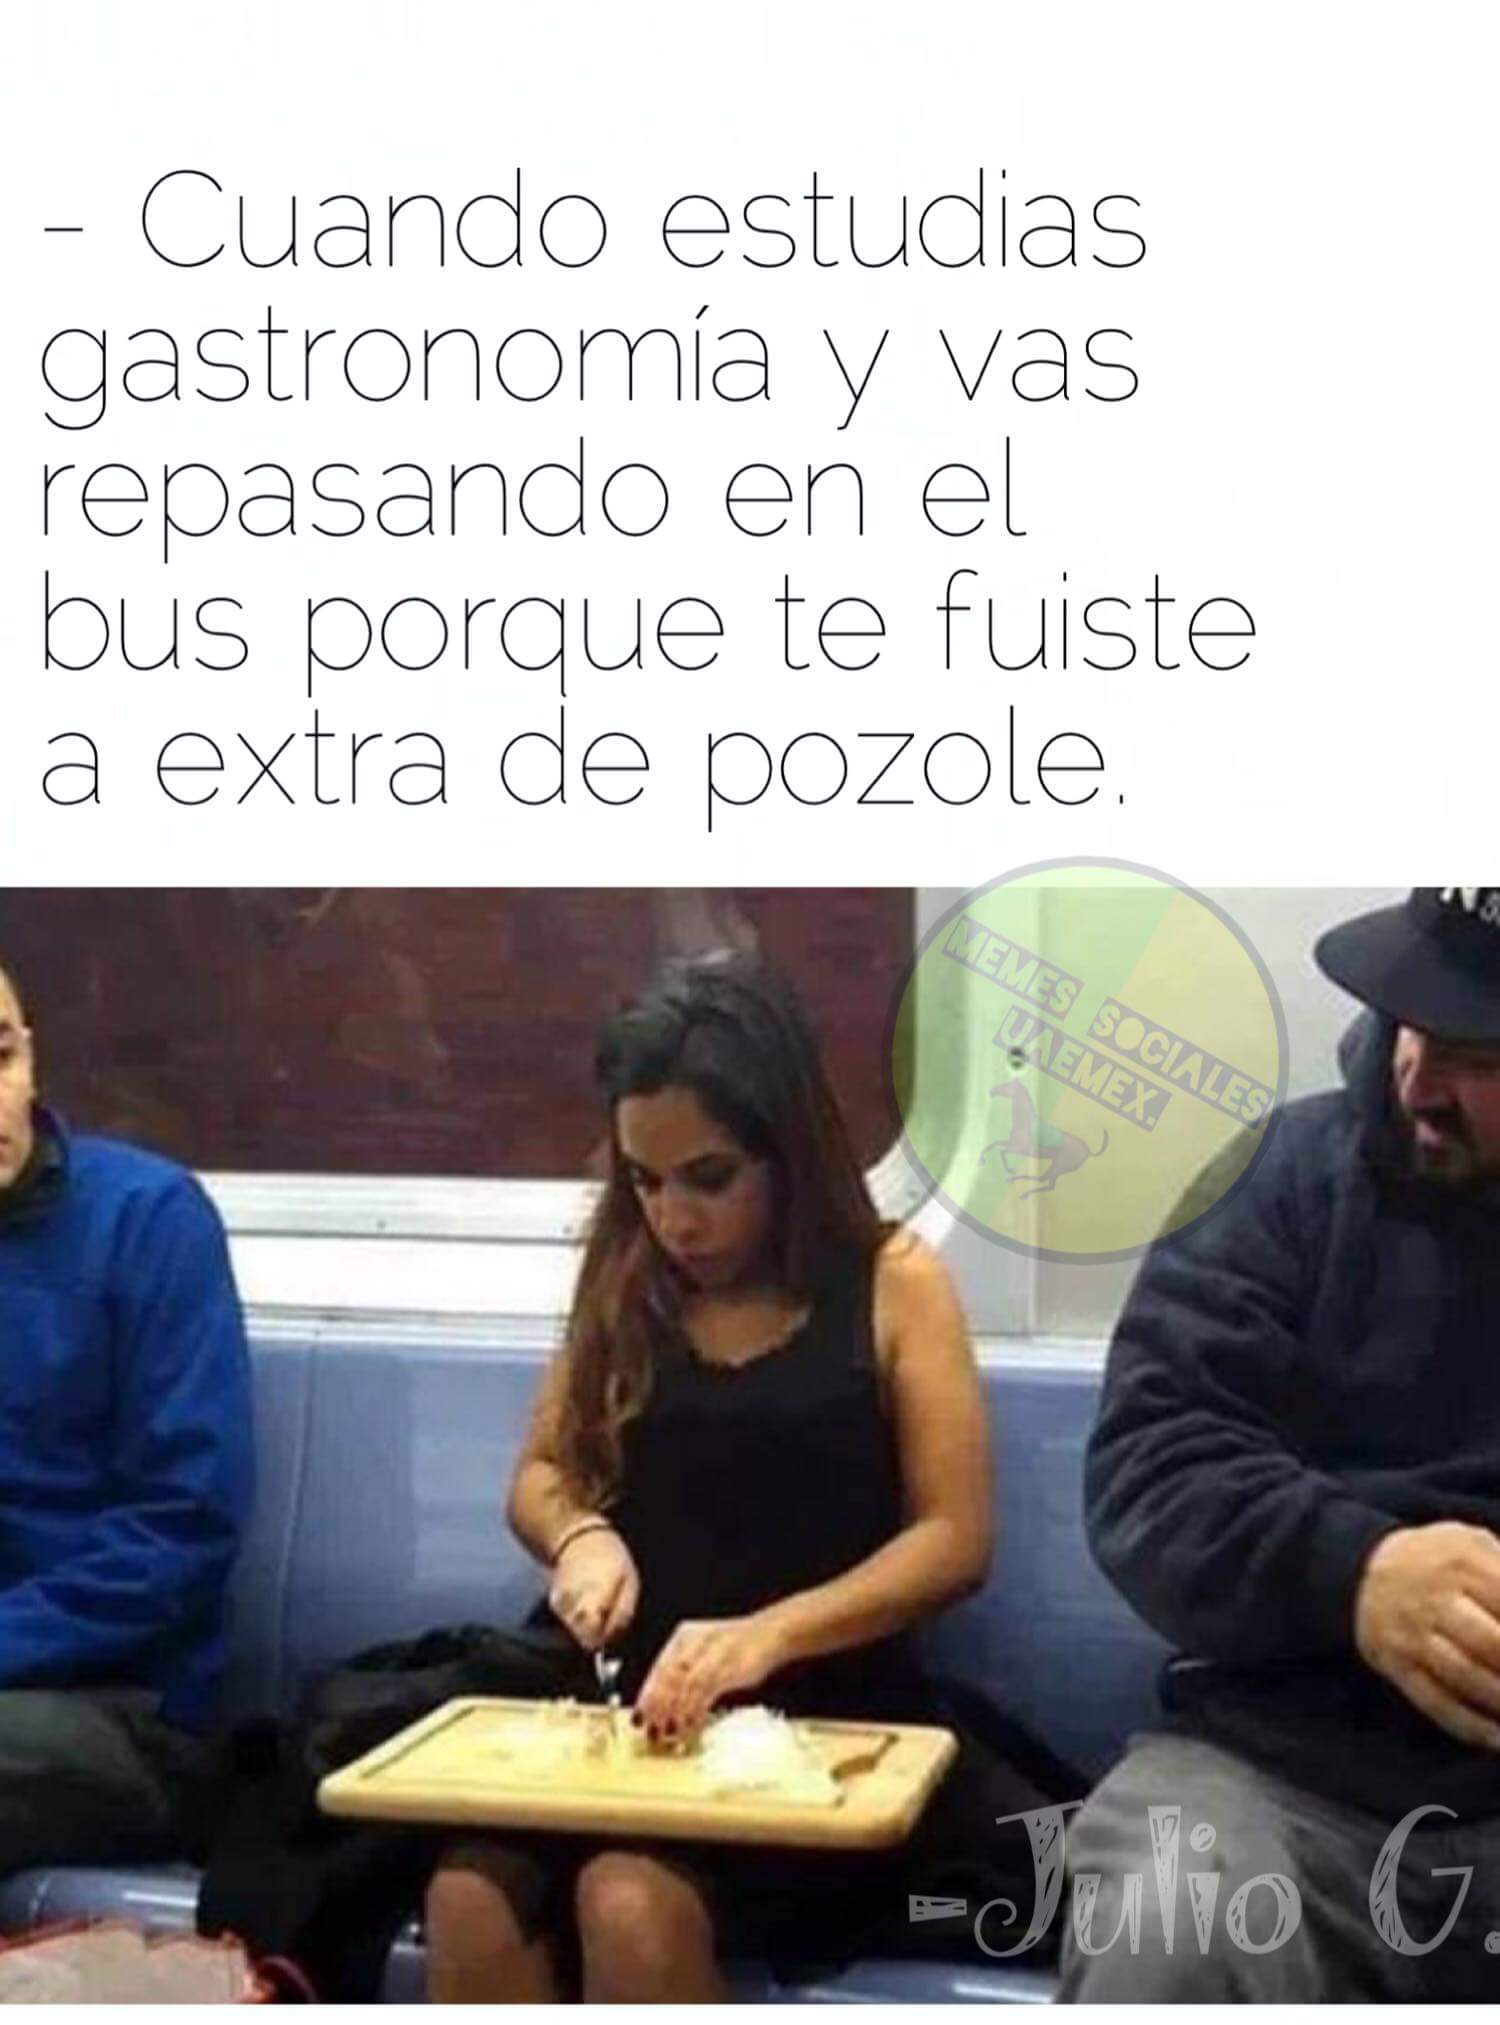 - Cuando estudias
gastronomía y vas
repasando en el
bus porque te fuiste
a extra de pozole.
MEMES SOCIALES
UAEMEX.
-Julio G.